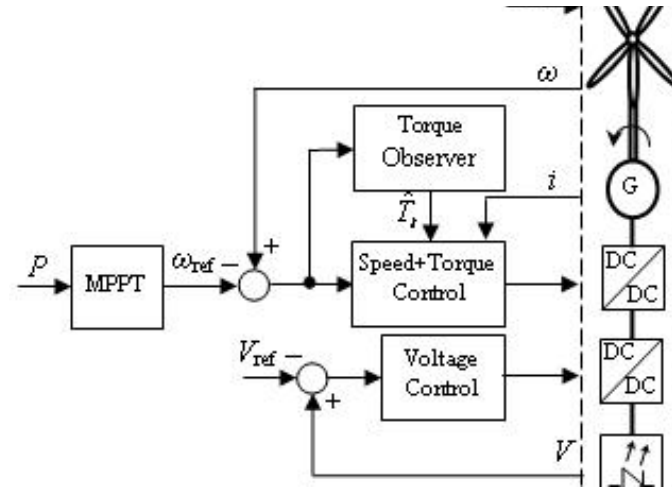 ω
Torque
Observer
i
G
T̂t
P
MPPT
ωref
−
+
Speed+Torque
Control
DC
DC
Vref
−
+
Voltage
Control
DC
DC
V